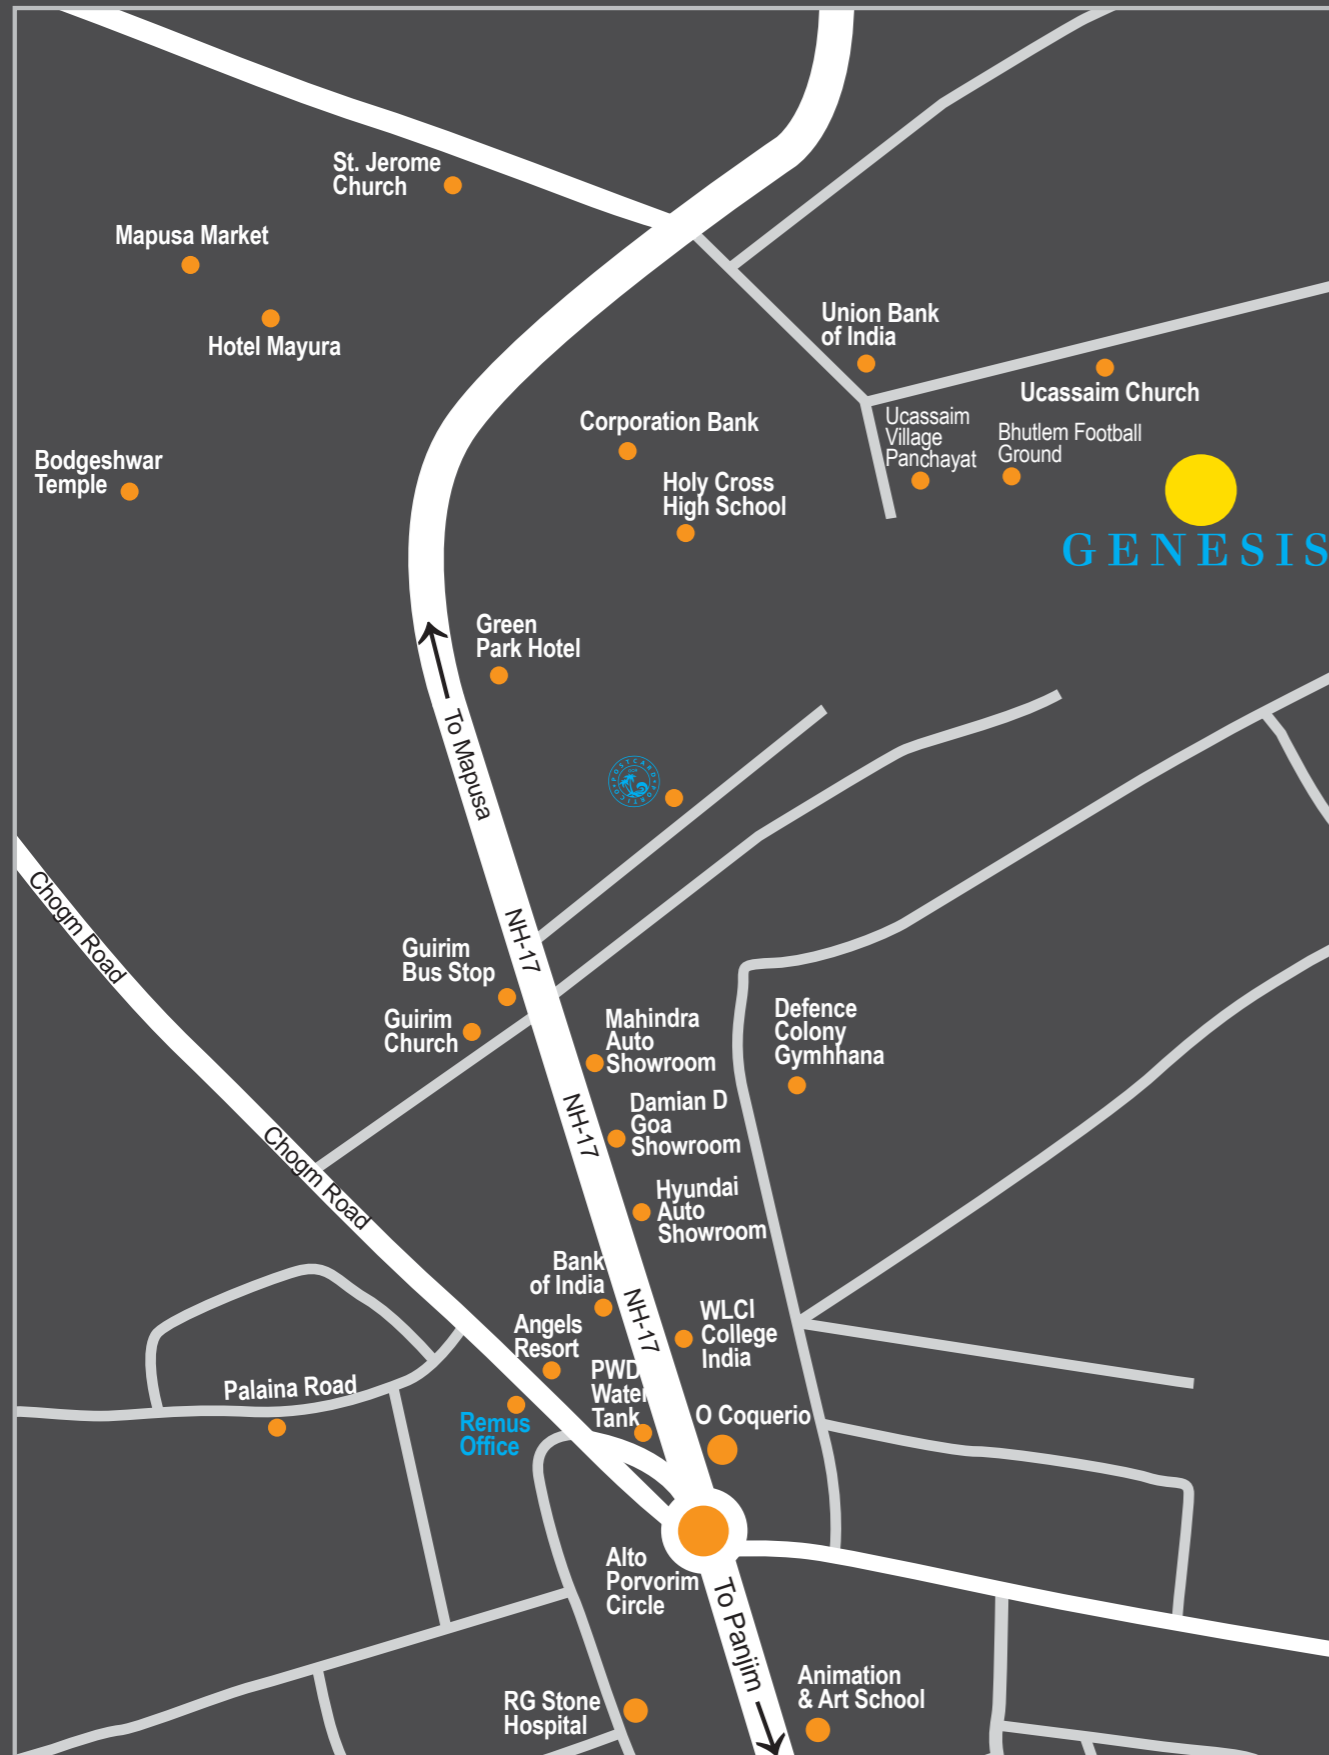 St. Jerome
Church
Mapusa Market
Hotel Mayura
Union Bank
of India
Ucassaim Church
Corporation Bank
Ucassaim
Village
Panchayat
Bhutlem Football
Ground
Bodgeshwar
Temple
Holy Cross
High School
GENESIS
Green
Park Hotel
To Mapusa
POSTCARD
PORTICO
Chogm Road
NH-17
Guirim
Bus Stop
Guirim
Church
Mahindra
Auto
Showroom
Defence
Colony
Gymhhana
NH-17
Damian D
Goa
Showroom
Chogm Road
Hyundai
Auto
Showroom
Bank
of India
NH-17
WLCI
College
India
Angels
Resort
PWD
Water
Tank
Palaina Road
Remus
Office
O Coquerio
Alto
Porvorim
Circle
To Panjim
RG Stone
Hospital
Animation
& Art School